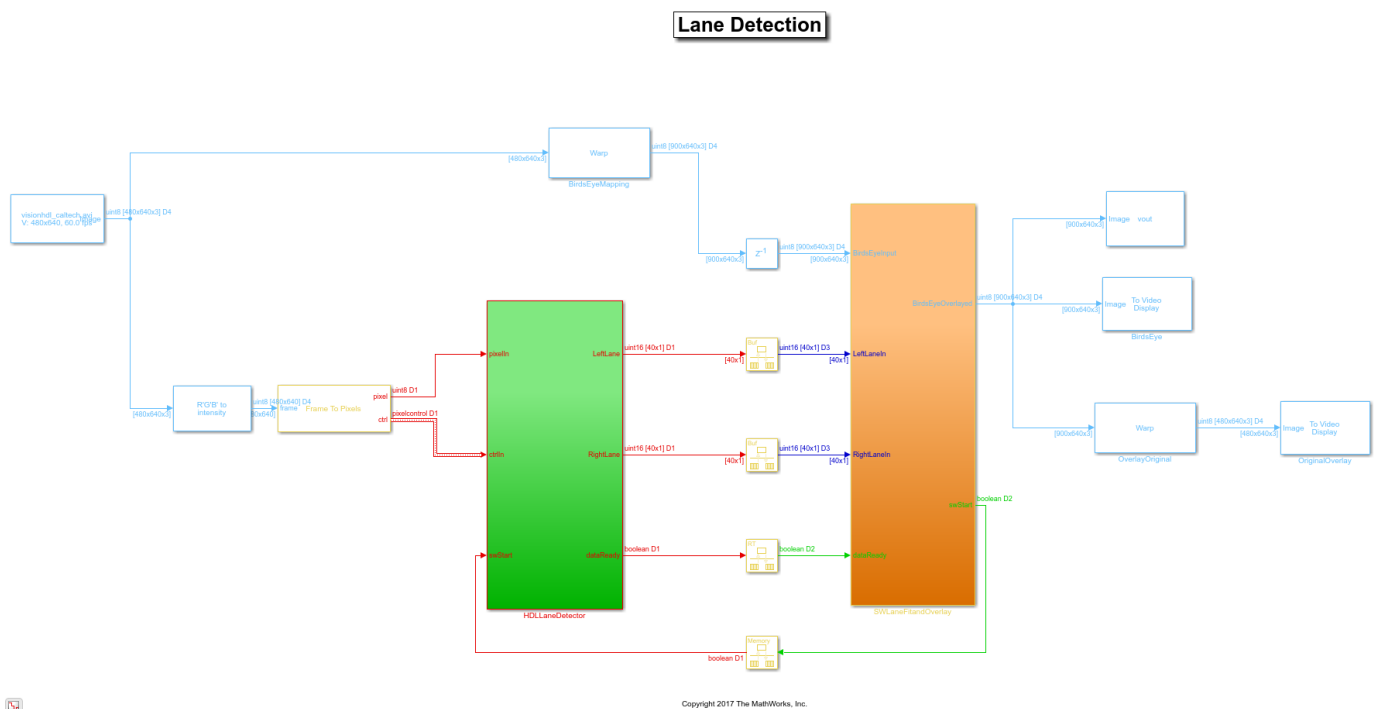 Lane Detection
visionhdl_caltech.avi
V: 480x640, 60.0 fps
Image
uint8 [480x640x3] D4
[480x640x3]
Warp
BirdsEyeMapping
uint8 [900x640x3] D4
[900x640x3]
Z-1
uint8 [900x640x3] D4
[900x640x3]
[480x640x3]
R'G'B' to
intensity
uint8 [480x640] D4
frame
Frame To Pixels
pixel
ctrl
uint8 D1
pixelcontrol D1
pixelIn
ctrlIn
swStart
LeftLane
RightLane
dataReady
HDLLaneDetector
uint16 [40x1] D1
[40x1]
Buf
uint16 [40x1] D3
[40x1]
uint16 [40x1] D1
[40x1]
Buf
uint16 [40x1] D3
[40x1]
boolean D1
RT
boolean D2
Memory
boolean D1
BirdsEyeInput
LeftLaneIn
RightLaneIn
dataReady
BirdsEyeOverlayed
swStart
SWLaneFitandOverlay
boolean D2
uint8 [900x640x3] D4
[900x640x3]
Image
vout
[900x640x3]
Image
To Video
Display
BirdsEye
[900x640x3]
Warp
OverlayOriginal
uint8 [480x640x3] D4
[480x640x3]
Image
To Video
Display
OriginalOverlay
Copyright 2017 The MathWorks, Inc.